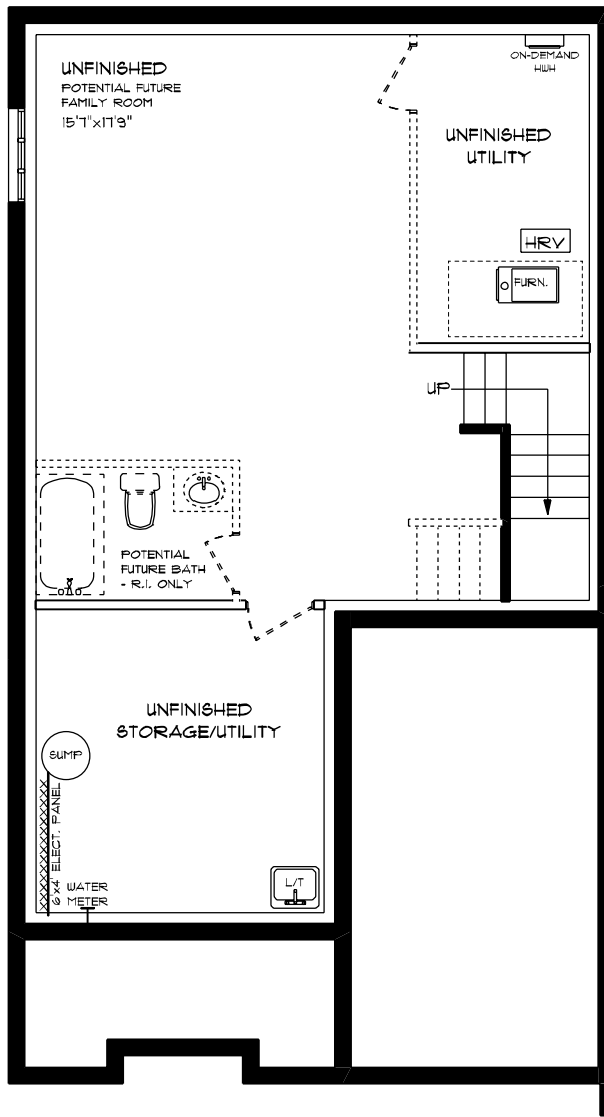 UNFINISHED
POTENTIAL FUTURE
FAMILY ROOM
15'7"x17'9"
ON-DEMAND
HWH
UNFINISHED
UTILITY
HRV
FURN.
UP
POTENTIAL
FUTURE BATH
- R.I. ONLY
UNFINISHED
STORAGE/UTILITY
SUMP
6'x4' ELECT. PANEL
WATER
METER
L/T